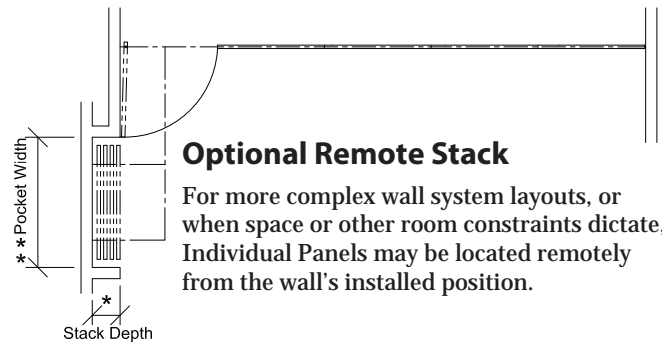 Optional Remote Stack
For more complex wall system layouts, or
when space or other room constraints dictate,
Individual Panels may be located remotely
from the wall's installed position.
**Pocket Width
*
Stack Depth